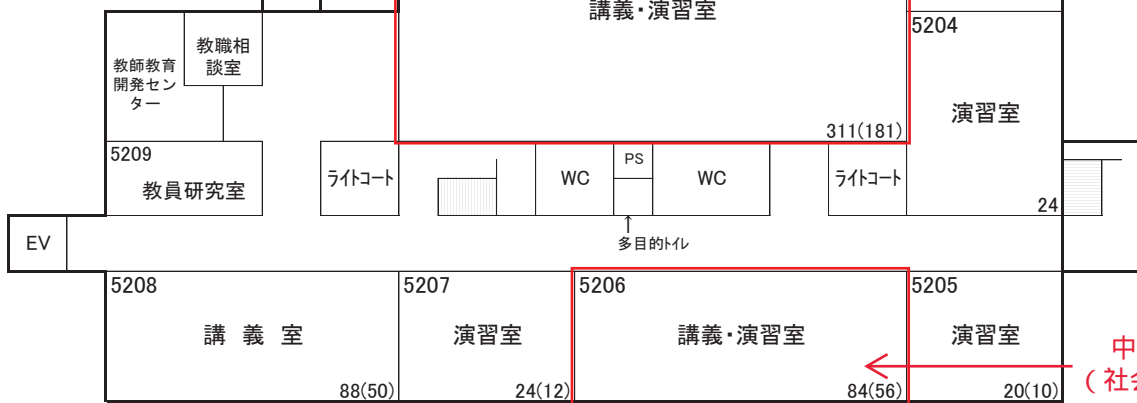 講義・演習室
311(181)
5204
演習室
24
教師教育
開発セン
ター
教職相
談室
5209
教員研究室
ライトコート
WC
PS
WC
ライトコート
多目的トイレ
EV
5208
講 義 室
88(50)
5207
演習室
24(12)
5206
講義・演習室
84(56)
5205
演習室
20(10)
中
(社会